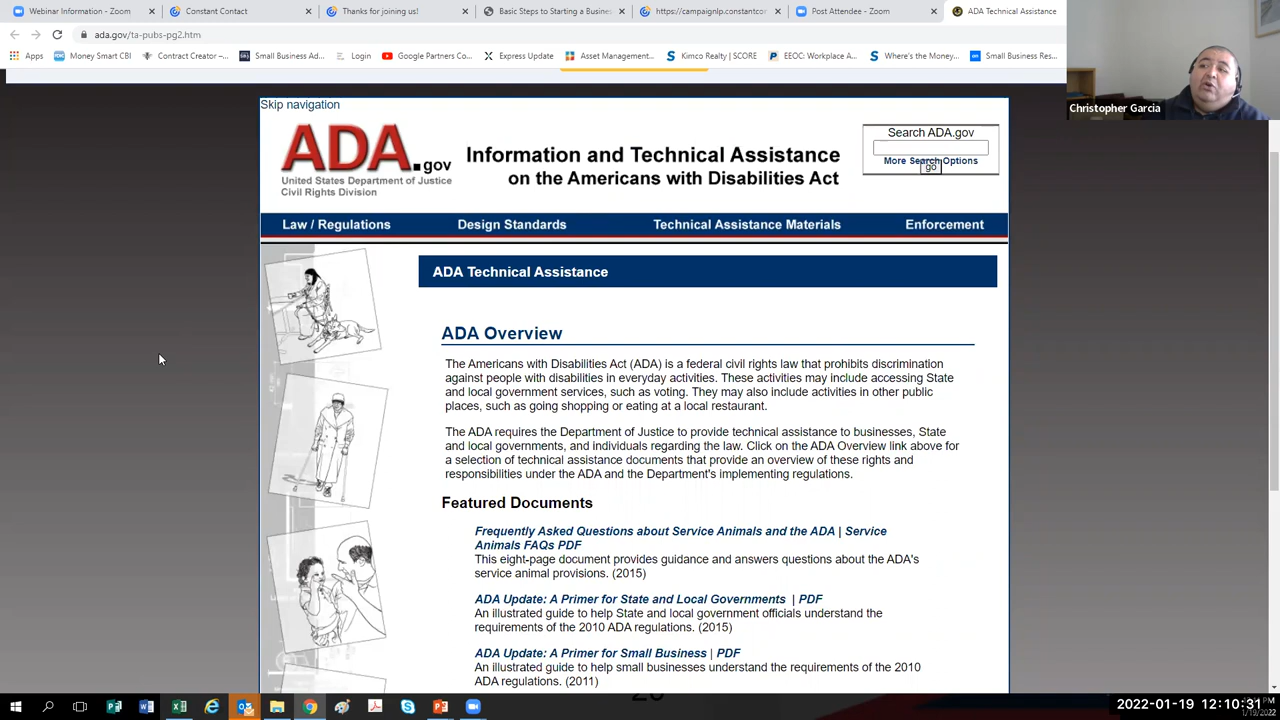 Webinar Information - Zoom
Constant Contact
Thanks for joining us!
Basic Steps to Starting a Busines
https://campaignlp.constantcon
Post Attendee - Zoom
ADA Technical Assistance
ada.gov/ta-pubs-pg2.htm
Apps
Money Smart CBI
Contract Creator –...
Small Business Ad...
Login
Google Partners Co...
Express Update
Asset Management...
Kimco Realty | SCORE
EEOC: Workplace A...
Where's the Money...
Small Business Res...
Christopher Garcia
Skip navigation
ADA.gov
United States Department of Justice
Civil Rights Division
Information and Technical Assistance
on the Americans with Disabilities Act
Search ADA.gov
More Search Options
go
Law / Regulations
Design Standards
Technical Assistance Materials
Enforcement
ADA Technical Assistance
ADA Overview
The Americans with Disabilities Act (ADA) is a federal civil rights law that prohibits discrimination
against people with disabilities in everyday activities. These activities may include accessing State
and local government services, such as voting. They may also include activities in other public
places, such as going shopping or eating at a local restaurant.
The ADA requires the Department of Justice to provide technical assistance to businesses, State
and local governments, and individuals regarding the law. Click on the ADA Overview link above for
a selection of technical assistance documents that provide an overview of these rights and
responsibilities under the ADA and the Department's implementing regulations.
Featured Documents
Frequently Asked Questions about Service Animals and the ADA | Service
Animals FAQs PDF
This eight-page document provides guidance and answers questions about the ADA's
service animal provisions. (2015)
ADA Update: A Primer for State and Local Governments | PDF
An illustrated guide to help State and local government officials understand the
requirements of the 2010 ADA regulations. (2015)
ADA Update: A Primer for Small Business | PDF
An illustrated guide to help small businesses understand the requirements of the 2010
ADA regulations. (2011)
2022-01-19 12:10:31
1/19/2022